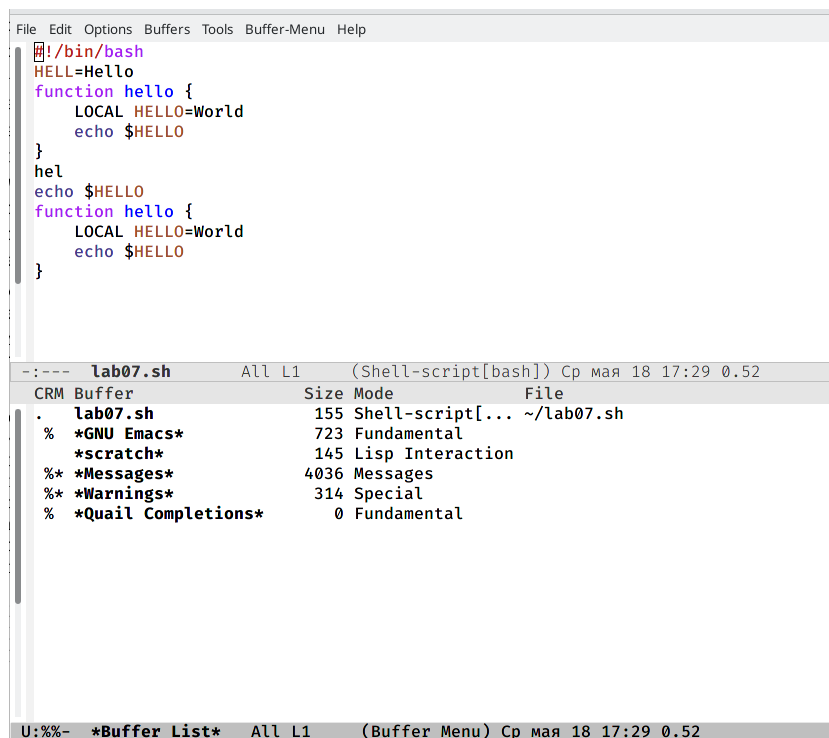 File Edit Options Buffers Tools Buffer-Menu Help
#!/bin/bash
HELL=Hello
function hello {
    LOCAL HELLO=World
    echo $HELLO
}
hel
echo $HELLO
function hello {
    LOCAL HELLO=World
    echo $HELLO
}
-:--- lab07.sh All L1 (Shell-script[bash]) Ср мая 18 17:29 0.52
CRM Buffer Size Mode File
. lab07.sh 155 Shell-script[... ~/lab07.sh
% *GNU Emacs* 723 Fundamental
*scratch* 145 Lisp Interaction
%* *Messages* 4036 Messages
%* *Warnings* 314 Special
% *Quail Completions* 0 Fundamental
U:%%- *Buffer List* All L1 (Buffer Menu) Ср мая 18 17:29 0.52